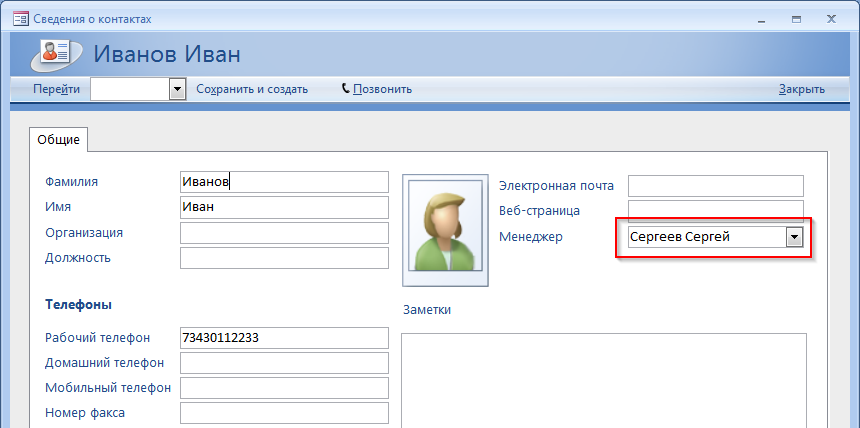 Сведения о контактах
Иванов Иван
Перейти Сохранить и создать Позвонить Закрыть
Общие
Фамилия Иванов
Имя Иван
Организация
Должность
Электронная почта
Веб-страница
Менеджер Сергеев Сергей
Телефоны
Рабочий телефон 73430112233
Домашний телефон
Мобильный телефон
Номер факса
Заметки